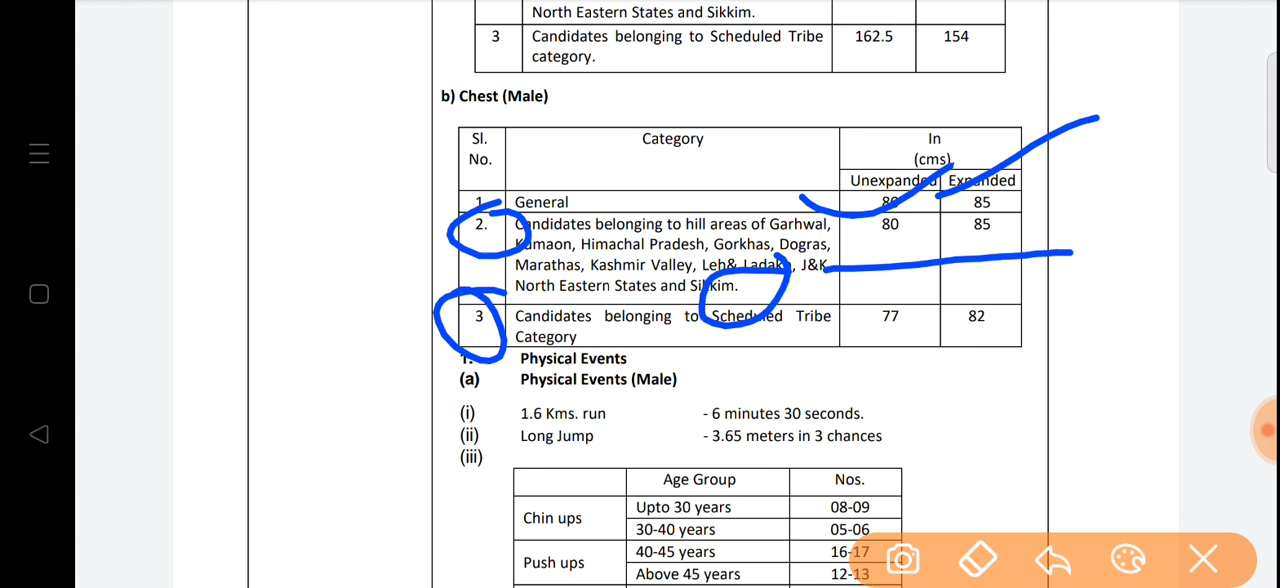 North Eastern States and Sikkim.
3 Candidates belonging to Scheduled Tribe 162.5 154
category.
b) Chest (Male)
Sl. Category In
No. (cms).
Unexpanded Expanded
1. General 80 85
2. Candidates belonging to hill areas of Garhwal, 80 85
Kumaon, Himachal Pradesh, Gorkhas, Dogras,
Marathas, Kashmir Valley, Leh& Ladakh, J&K
North Eastern States and Sikkim.
3 Candidates belonging to Scheduled Tribe 77 82
Category
1. Physical Events
(a) Physical Events (Male)
(i) 1.6 Kms. run - 6 minutes 30 seconds.
(ii) Long Jump - 3.65 meters in 3 chances
(iii)
Age Group Nos.
Chin ups Upto 30 years 08-09
30-40 years 05-06
Push ups 40-45 years 16-17
Above 45 years 12-13